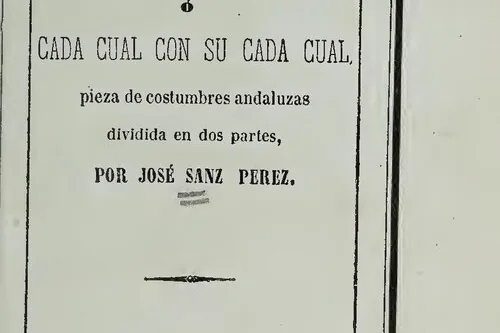 ó
CADA CUAL CON SU CADA CUAL,
pieza de costumbres andaluzas
dividida en dos partes,
POR JOSÉ SANZ PEREZ.